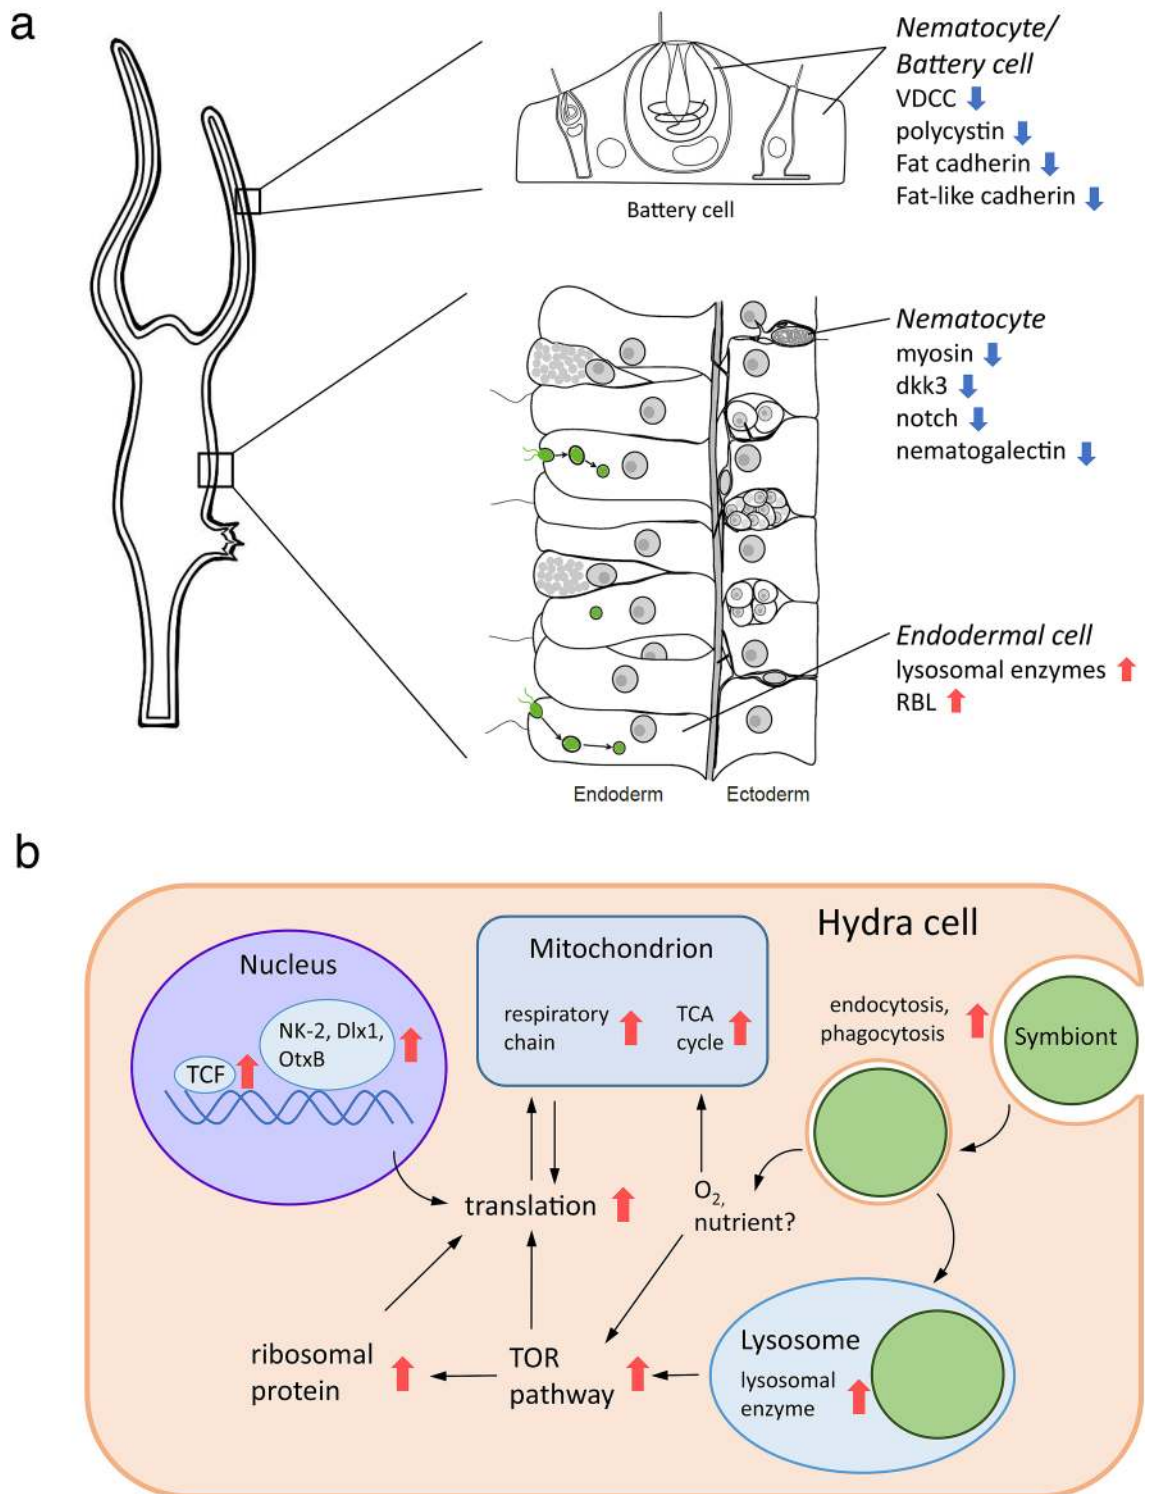 a
Nematocyte/
Battery cell
VDCC
polycystin
Fat cadherin
Fat-like cadherin
Battery cell
Nematocyte
myosin
dkk3
notch
nematogalectin
Endodermal cell
lysosomal enzymes
RBL
Endoderm
Ectoderm
b
Hydra cell
Nucleus
NK-2, Dlx1,
OtxB
TCF
Mitochondrion
respiratory
chain
TCA
cycle
endocytosis,
phagocytosis
Symbiont
translation
O2,
nutrient?
ribosomal
protein
TOR
pathway
Lysosome
lysosomal
enzyme